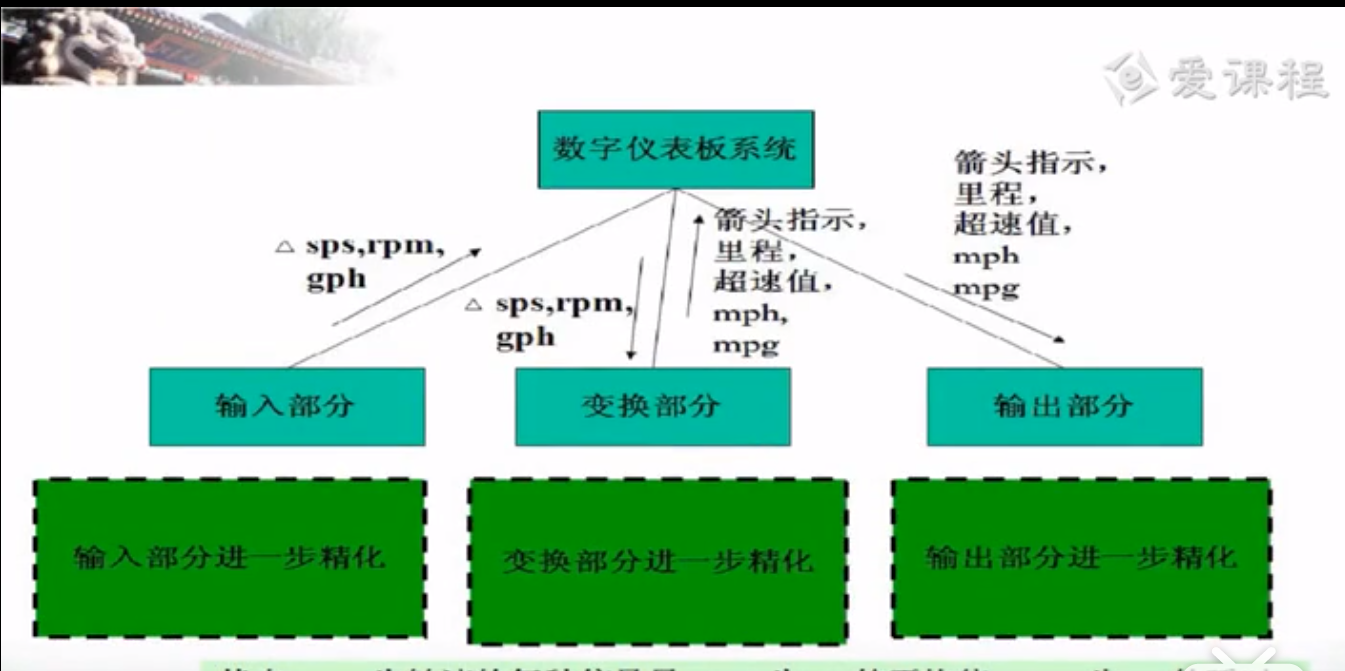 爱课程
数字仪表板系统
箭头指示，
里程，
超速值，
mph
mpg
△ sps,rpm,
gph
△ sps,rpm,
gph
箭头指示，
里程，
超速值，
mph,
mpg
输入部分
变换部分
输出部分
输入部分进一步精化
变换部分进一步精化
输出部分进一步精化